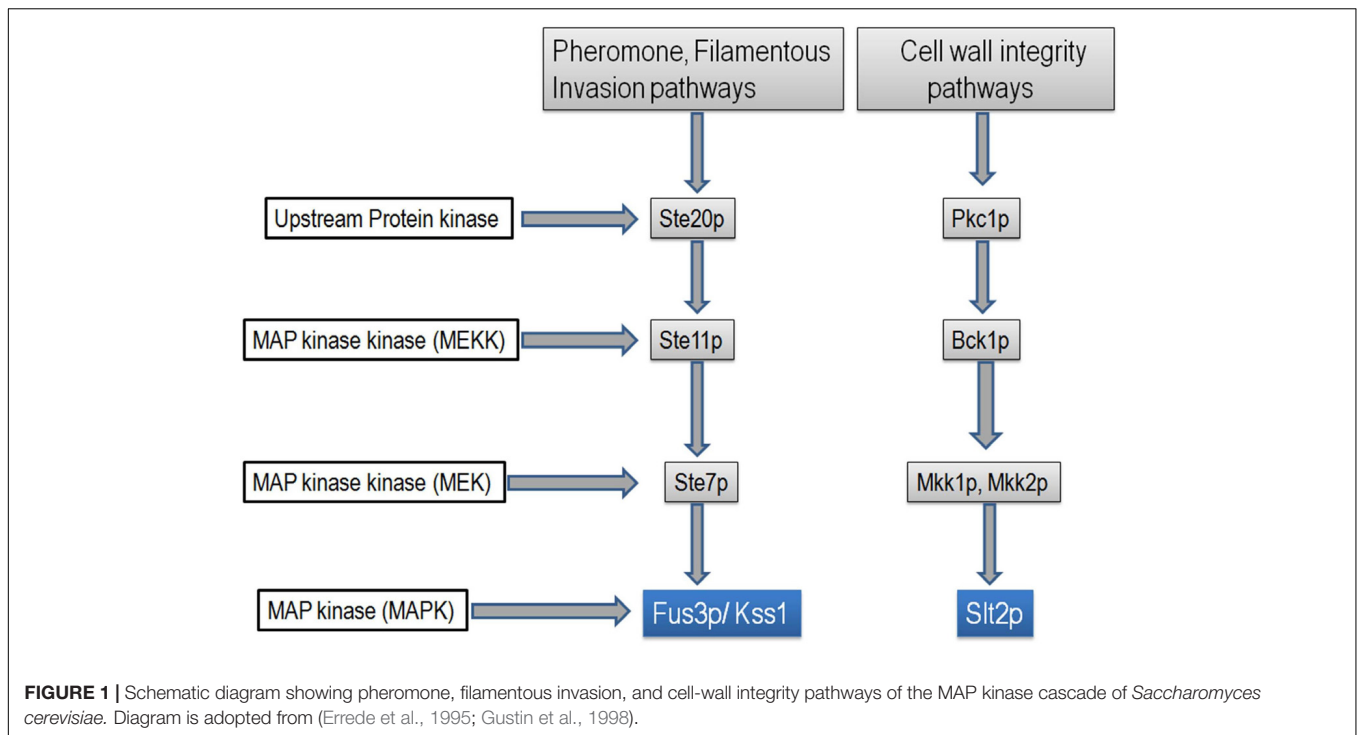 Pheromone, Filamentous
Invasion pathways
Cell wall integrity
pathways
Upstream Protein kinase
Ste20p
Pkc1p
MAP kinase kinase (MEKK)
Ste11p
Bck1p
MAP kinase kinase (MEK)
Ste7p
Mkk1p, Mkk2p
MAP kinase (MAPK)
Fus3p/ Kss1
Slt2p
FIGURE 1 | Schematic diagram showing pheromone, filamentous invasion, and cell-wall integrity pathways of the MAP kinase cascade of Saccharomyces
cerevisiae. Diagram is adopted from (Errede et al., 1995; Gustin et al., 1998).